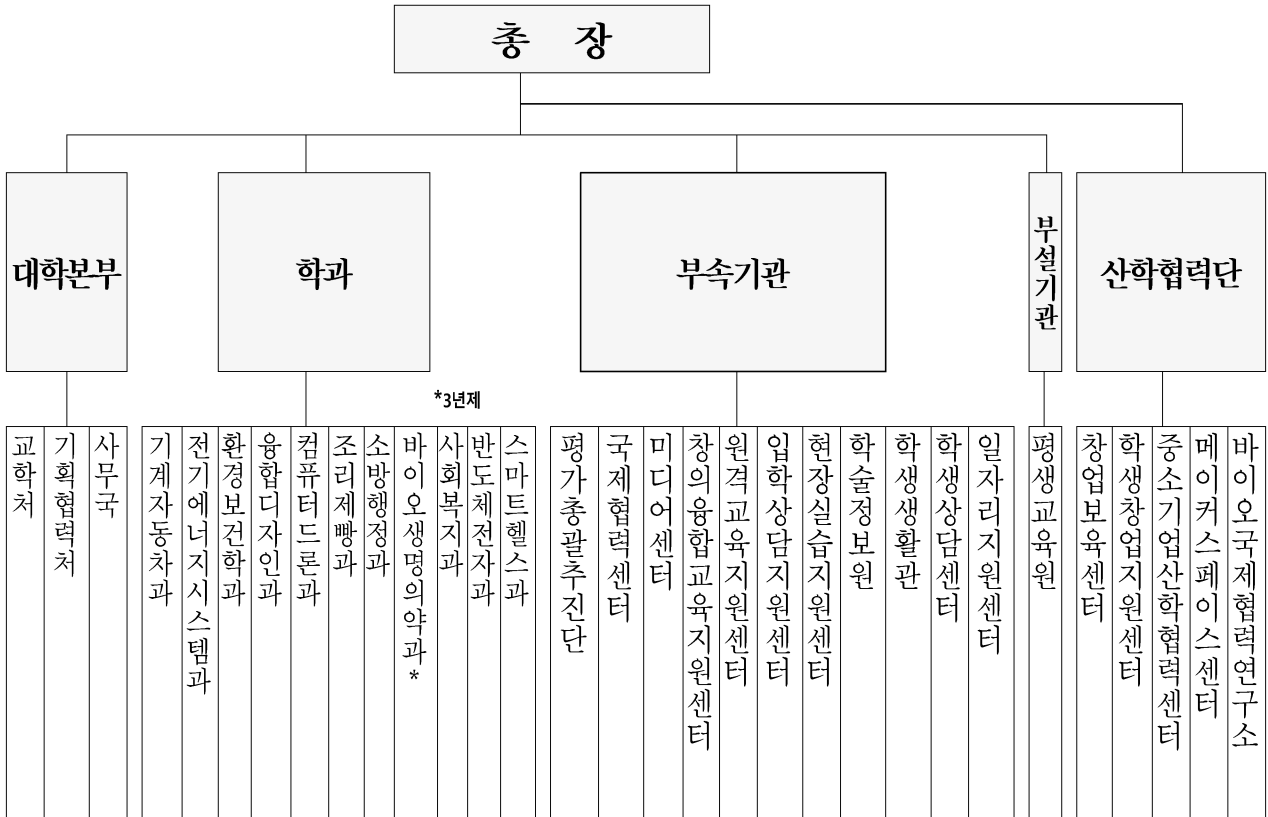 총 장
대학본부
학과
부속기관
부설기관
산학협력단
*3년제
교학처
기획협력처
사무국
기계자동차과
전기에너지시스템과
환경보건학과
융합디자인과
컴퓨터드론과
조리제빵과
소방행정과
바이오생명의약과*
사회복지과
반도체전자과
스마트헬스과
평가총괄추진단
국제협력센터
미디어센터
창의융합교육지원센터
원격교육지원센터
입학상담지원센터
현장실습지원센터
학술정보원
학생생활관
학생상담센터
일자리지원센터
평생교육원
창업보육센터
학생창업지원센터
중소기업산학협력센터
메이커스페이스센터
바이오국제협력연구소